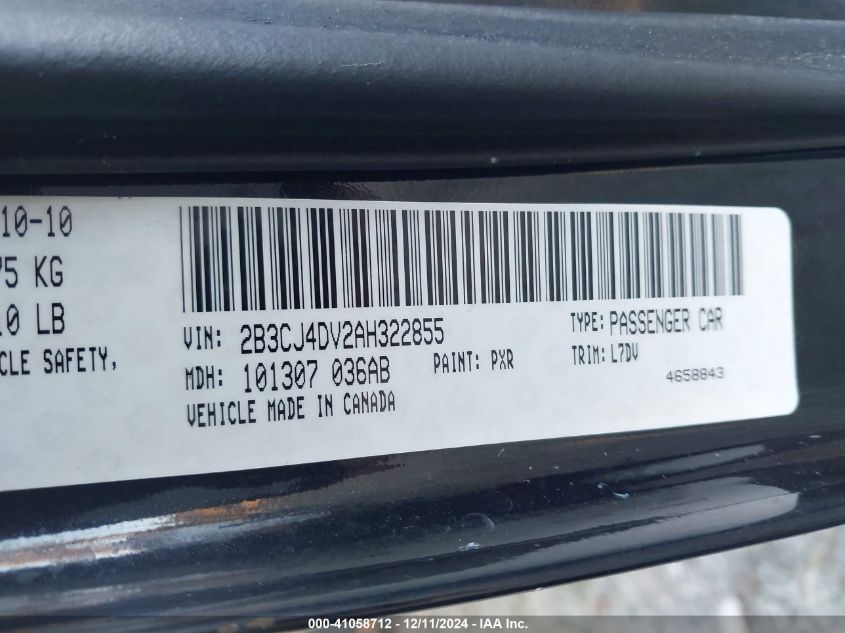 10-10
75 KG
10 LB
CLE SAFETY,
VIN: 2B3CJ4DV2AH322855
TYPE: PASSENGER CAR
MDH: 101307 036AB
PAINT: PXR
TRIM: L7DV
4658843
VEHICLE MADE IN CANADA
000-41058712 - 12/11/2024 - IAA Inc.